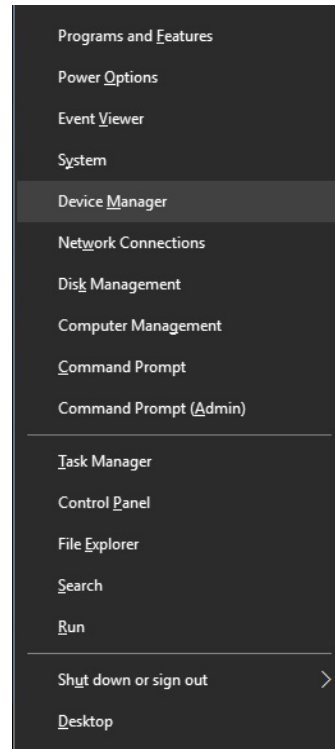 Programs and Features
Power Options
Event Viewer
System
Device Manager
Network Connections
Disk Management
Computer Management
Command Prompt
Command Prompt (Admin)
Task Manager
Control Panel
File Explorer
Search
Run
Shut down or sign out
Desktop